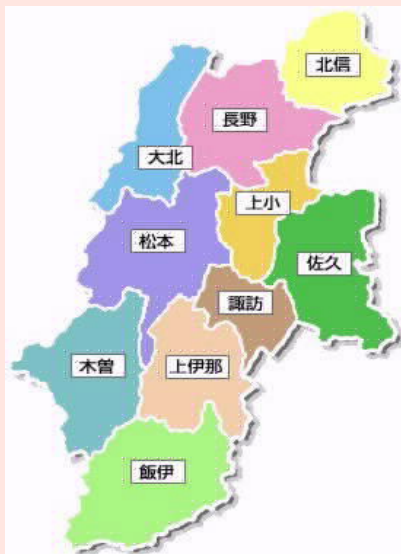 北信
長野
大北
上小
松本
佐久
諏訪
木曽
上伊那
飯伊